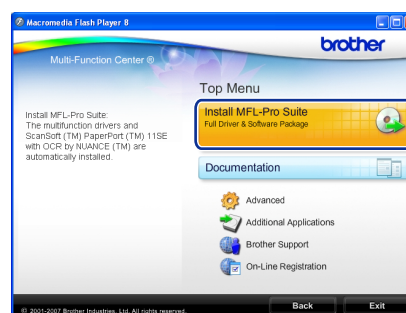 Macromedia Flash Player 8
brother
Multi-Function Center ®
Top Menu
Install MFL-Pro Suite:
The multifunction drivers and
ScanSoft (TM) PaperPort (TM) 11SE
with OCR by NUANCE (TM) are
automatically installed.
Install MFL-Pro Suite
Full Driver & Software Package
Documentation
Advanced
Additional Applications
Brother Support
On-Line Registration
© 2001-2007 Brother Industries, Ltd. All rights reserved.
Back
Exit